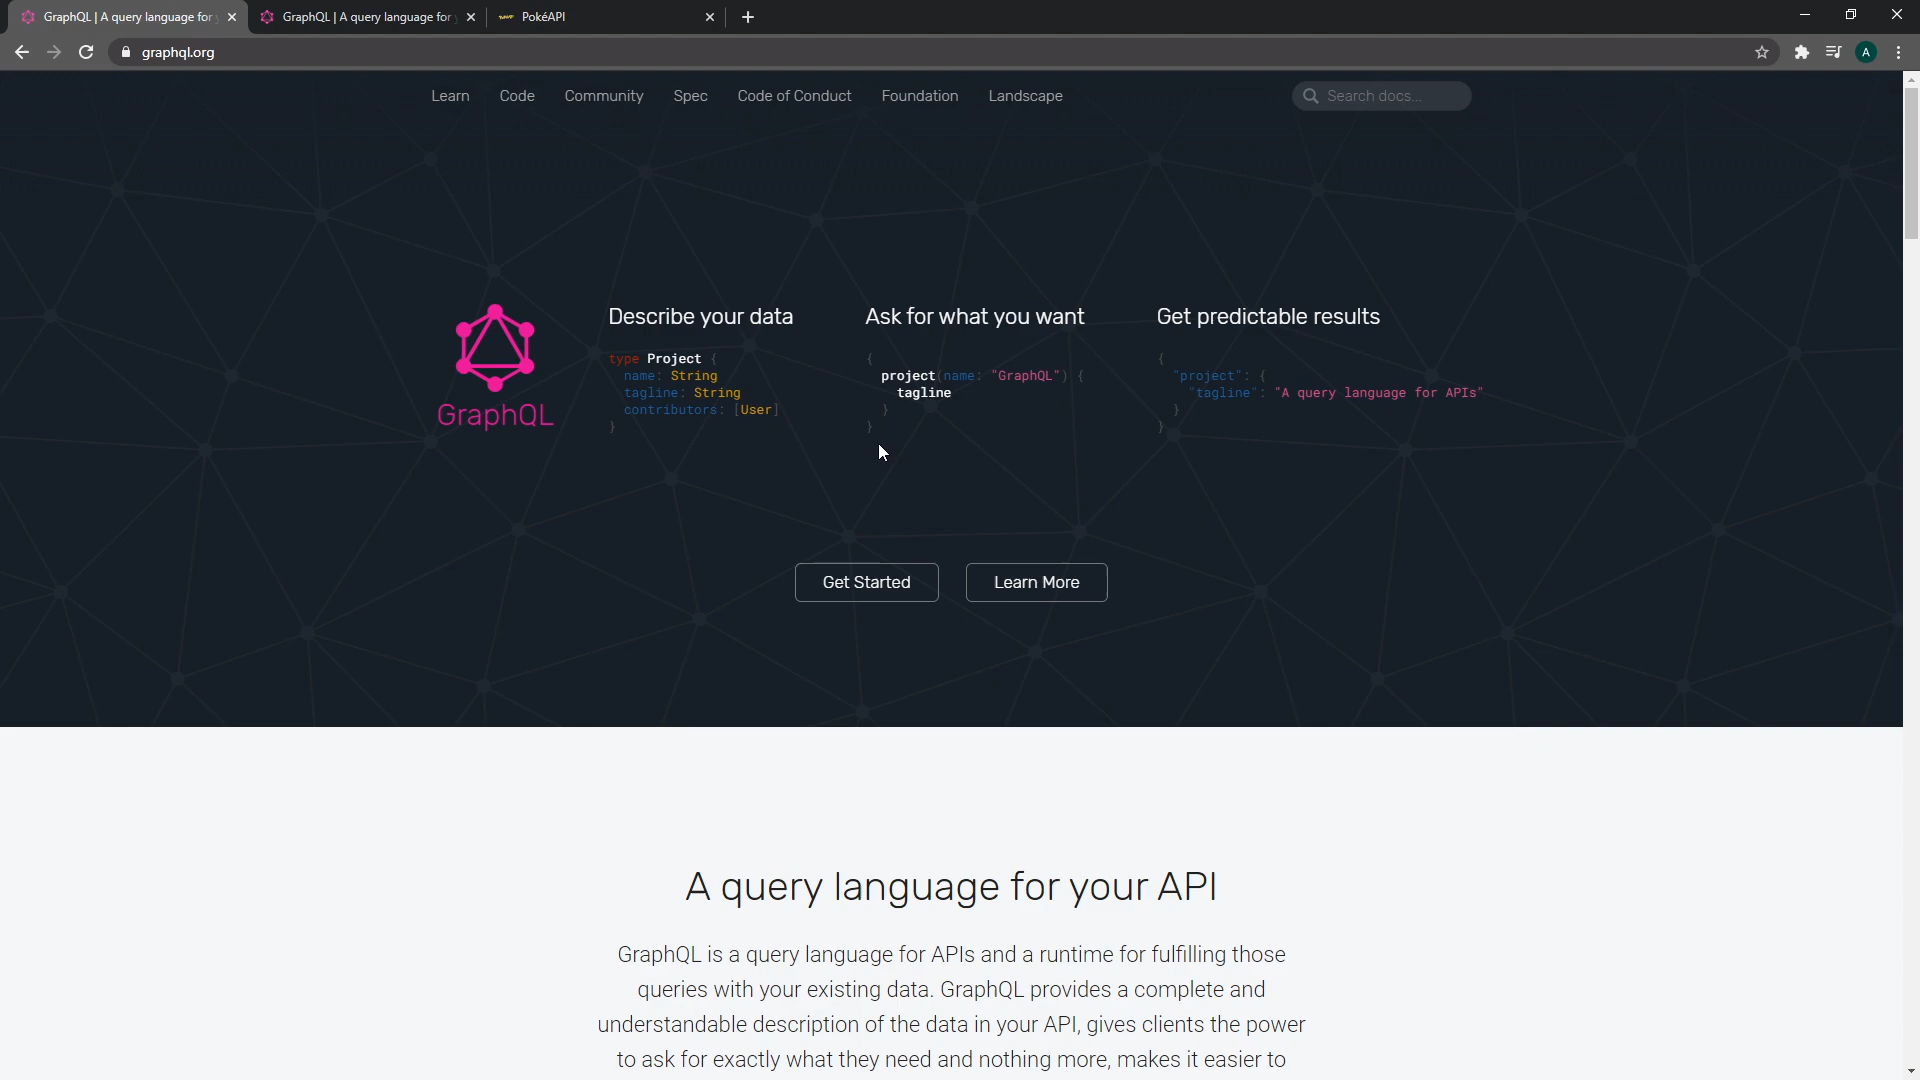 GraphQL | A query language for
GraphQL | A query language for
PokéAPI
graphql.org
A
Learn Code Community Spec Code of Conduct Foundation Landscape
Search docs...
GraphQL
Describe your data
type Project {
name: String
tagline: String
contributors: [User]
}
Ask for what you want
{
project(name: "GraphQL") {
tagline
}
}
Get predictable results
{
"project": {
"tagline": "A query language for APIs"
}
}
Get Started Learn More
A query language for your API
GraphQL is a query language for APIs and a runtime for fulfilling those
queries with your existing data. GraphQL provides a complete and
understandable description of the data in your API, gives clients the power
to ask for exactly what they need and nothing more, makes it easier to